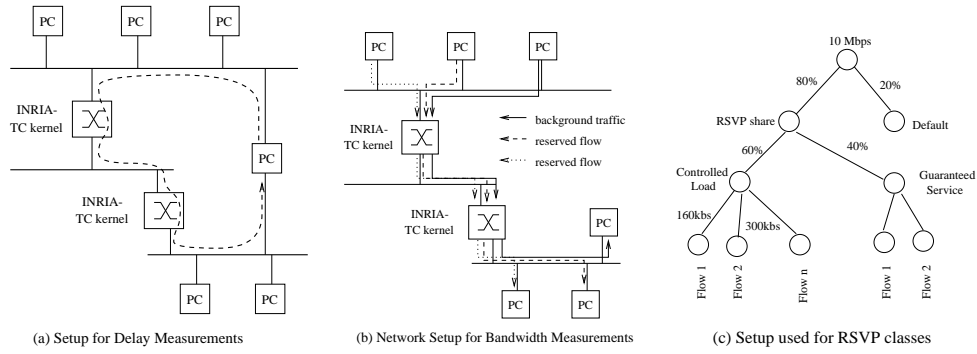 PC
PC
PC
INRIA-
TC kernel
PC
INRIA-
TC kernel
PC
PC
(a) Setup for Delay Measurements
PC
PC
PC
INRIA-
TC kernel
background traffic
reserved flow
reserved flow
INRIA-
TC kernel
PC
PC
PC
(b) Network Setup for Bandwidth Measurements
10 Mbps
80%
20%
RSVP share
Default
60%
40%
Controlled
Load
Guaranteed
Service
160kbs
300kbs
Flow 1
Flow 2
Flow n
Flow 1
Flow 2
(c) Setup used for RSVP classes